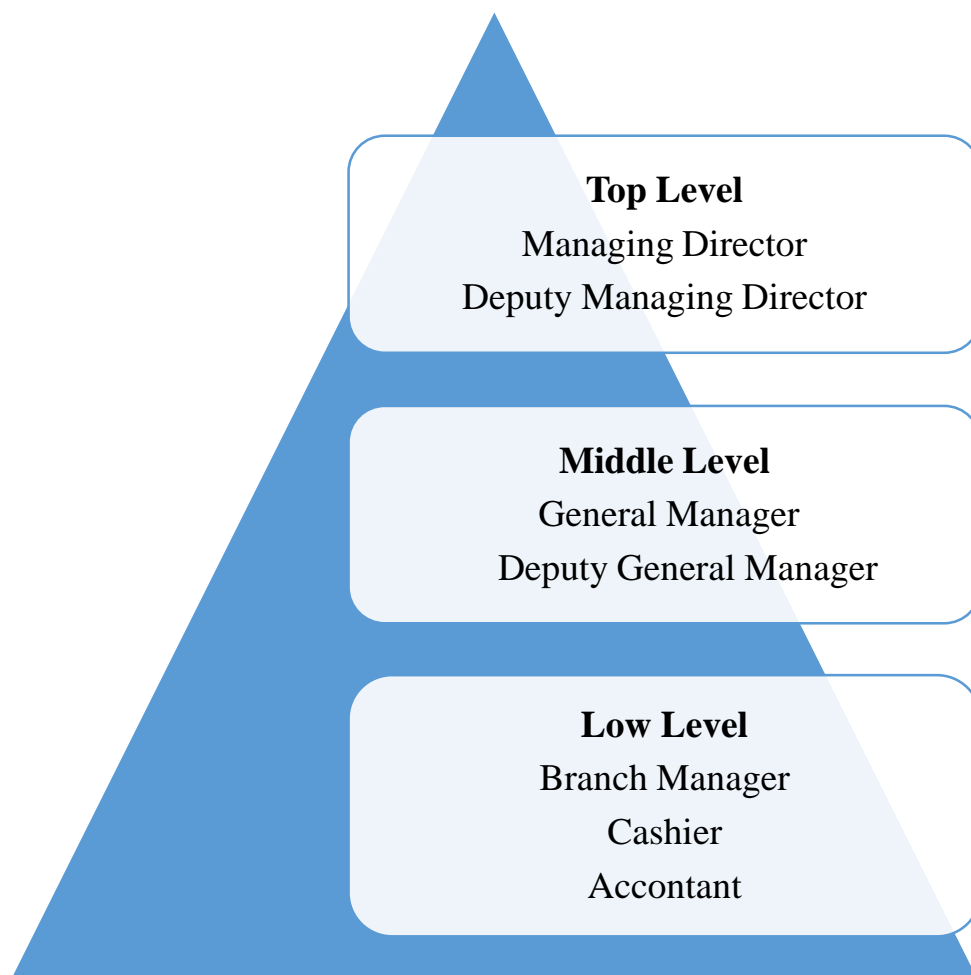 Top Level
Managing Director
Deputy Managing Director
Middle Level
General Manager
Deputy General Manager
Low Level
Branch Manager
Cashier
Accontant